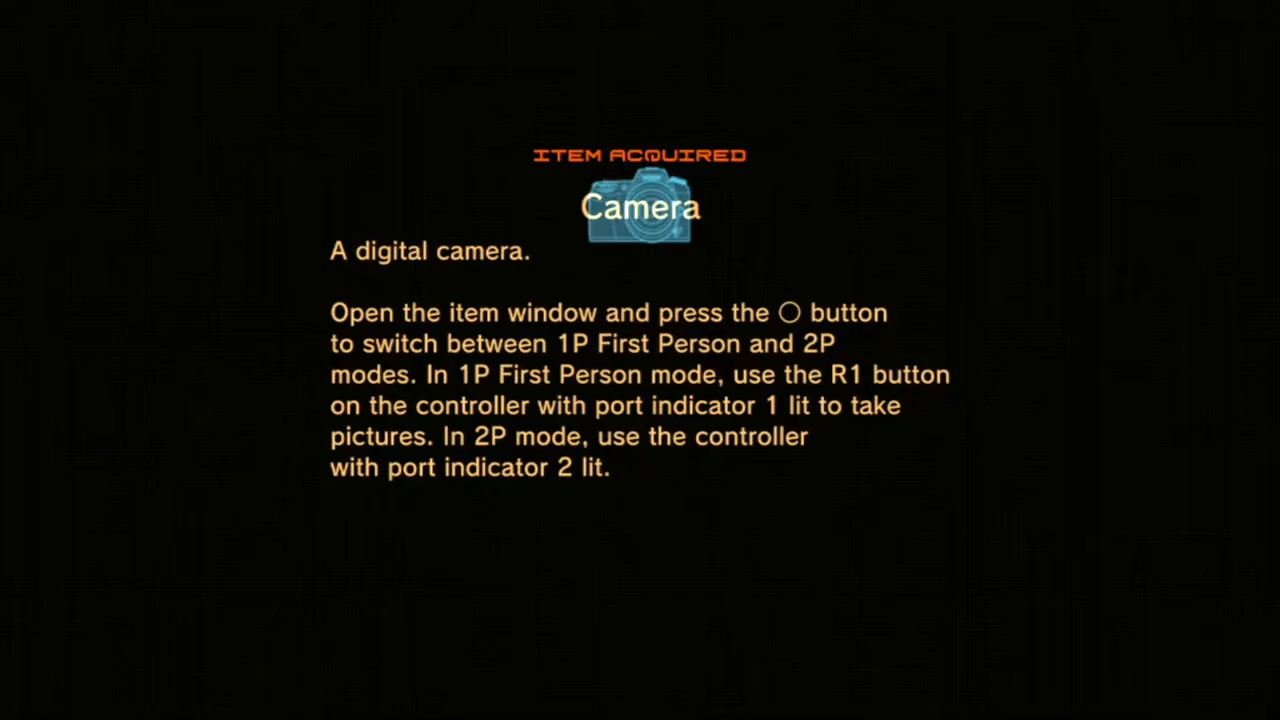 ITEM ACQUIRED
Camera
A digital camera.
Open the item window and press the ○ button
to switch between 1P First Person and 2P
modes. In 1P First Person mode, use the R1 button
on the controller with port indicator 1 lit to take
pictures. In 2P mode, use the controller
with port indicator 2 lit.